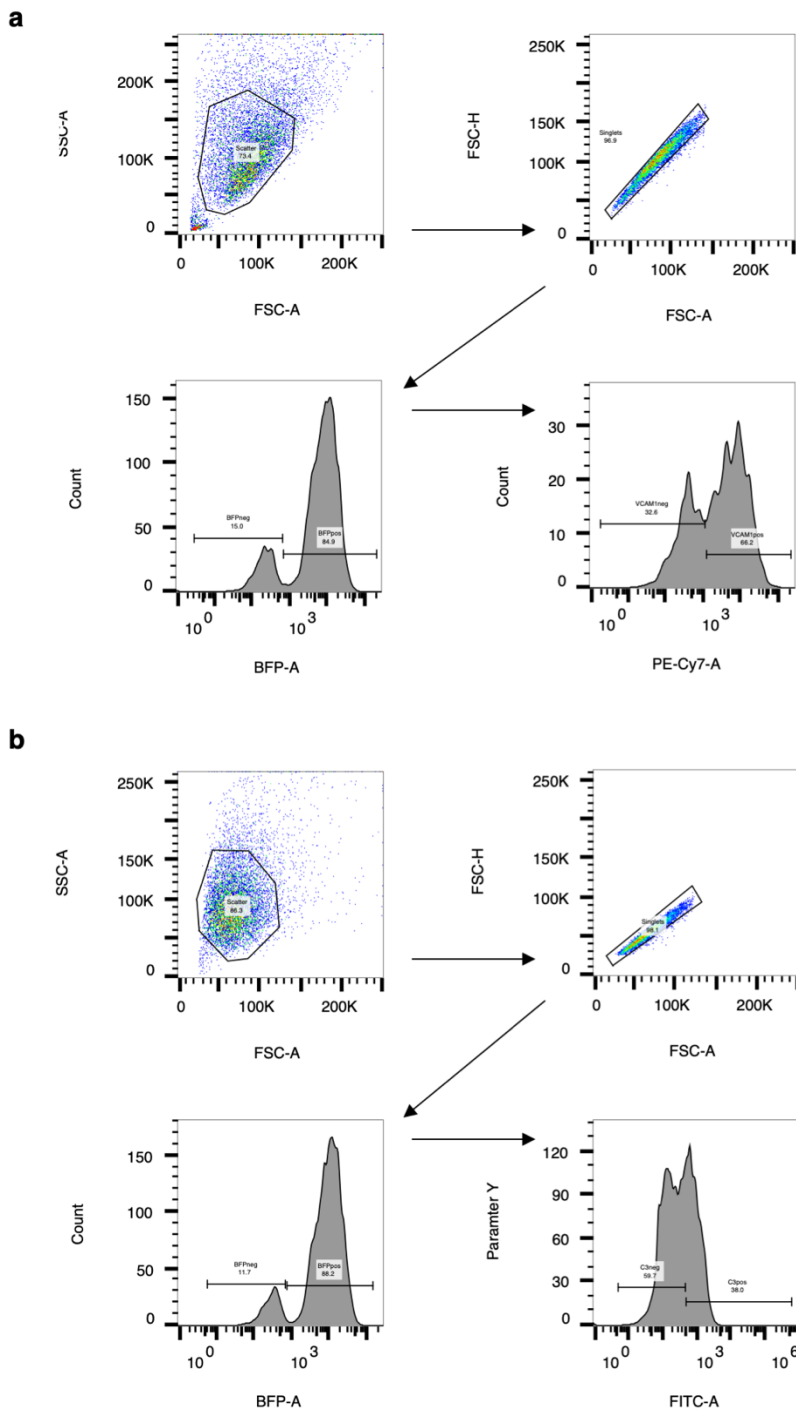 a
SSC-A
200K
100K
0
Scatter
73.4
0
100K
200K
FSC-A
FSC-H
250K
150K
100K
0
Singlets
96.9
0
100K
200K
FSC-A
Count
150
100
50
0
BFPneg
15.0
BFPpos
84.9
10 0
10 3
BFP-A
Count
30
20
10
0
VCAM1neg
32.6
VCAM1pos
66.2
10 0
10 3
PE-Cy7-A
b
SSC-A
250K
150K
100K
0
Scatter
86.3
0
100K
200K
FSC-A
FSC-H
250K
150K
100K
0
Singlets
98.1
0
100K
200K
FSC-A
Count
150
100
50
0
BFPneg
11.7
BFPpos
88.2
10 0
10 3
BFP-A
Paramter Y
120
90
60
30
0
C3neg
59.7
C3pos
38.0
10 0
10 3
10 6
FITC-A